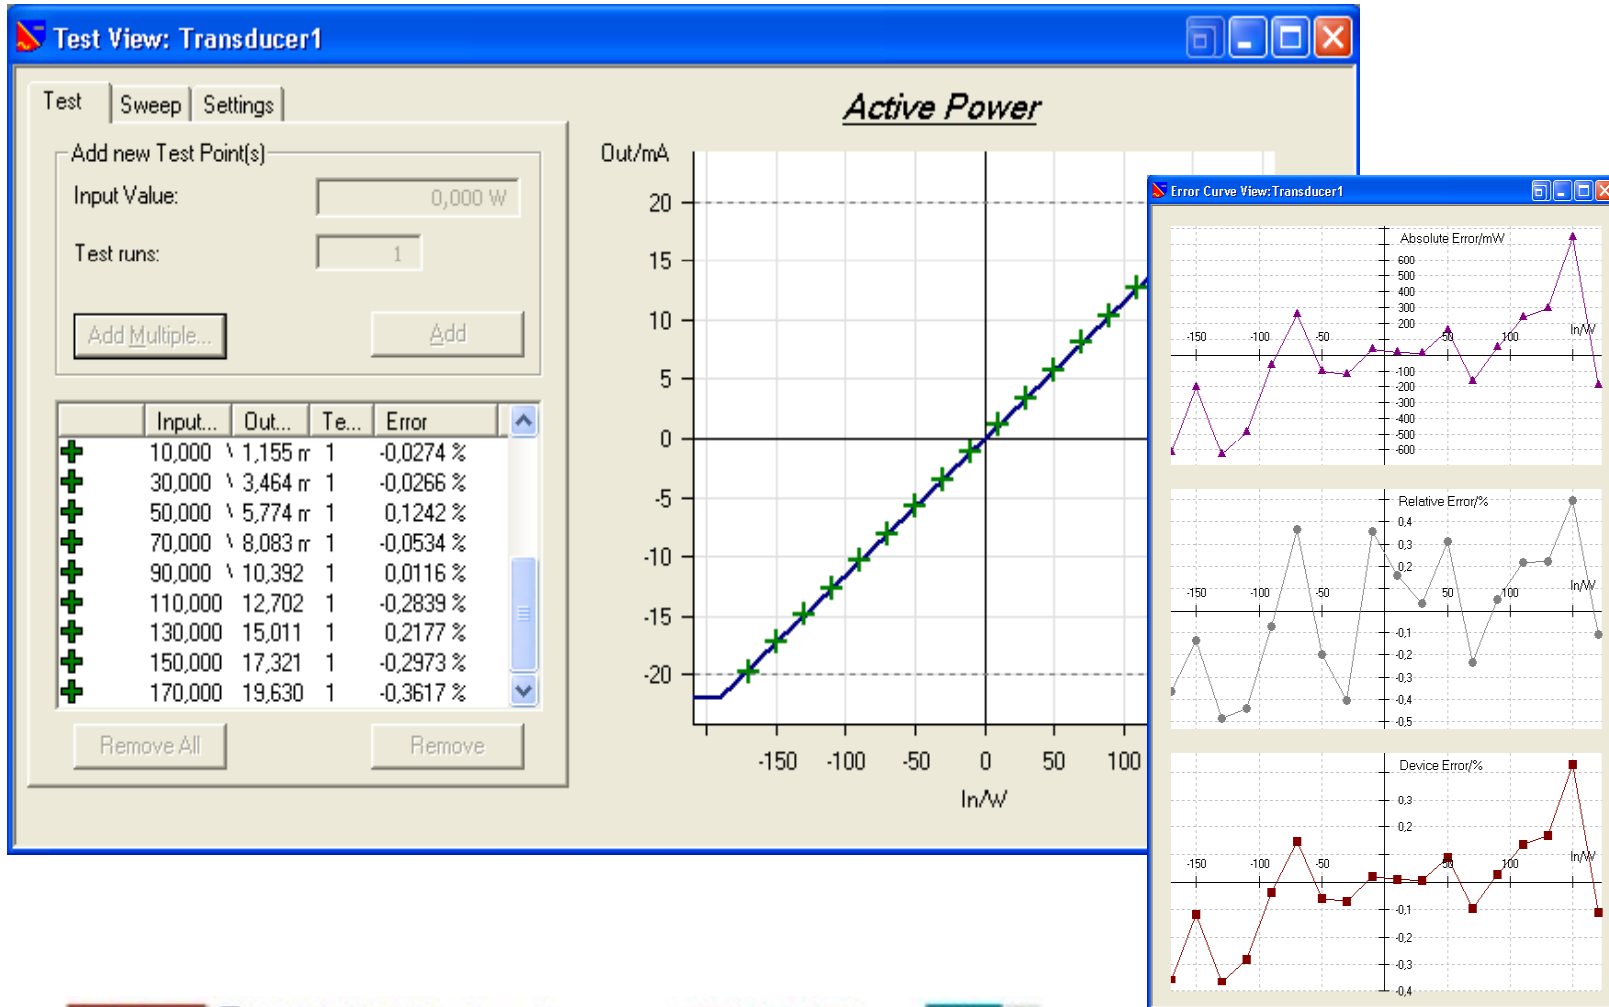 Test View: Transducer1
Test Sweep Settings
Add new Test Point(s)
Input Value: 0,000 W
Test runs: 1
Add Multiple... Add
Input... Out... Te... Error
10,000 1,155 1 -0,0274 %
30,000 3,464 1 -0,0266 %
50,000 5,774 1 0,1242 %
70,000 8,083 1 -0,0534 %
90,000 10,392 1 0,0116 %
110,000 12,702 1 -0,2839 %
130,000 15,011 1 0,2177 %
150,000 17,321 1 -0,2973 %
170,000 19,630 1 -0,3617 %
Remove All Remove
Active Power
Out/mA
20
15
10
5
0
-5
-10
-15
-20
-150 -100 -50 0 50 100
In/W
Error Curve View:Transducer1
Absolute Error/mW
600
500
400
300
200
In/W
-150 -100 -50 50 100
-100
-200
-300
-400
-500
-600
Relative Error/%
0,4
0,3
0,2
In/W
-150 -100 -50 50 100
-0,1
-0,2
-0,3
-0,4
-0,5
Device Error/%
0,3
0,2
In/W
-150 -100 -50 50 100
-0,1
-0,2
-0,3
-0,4